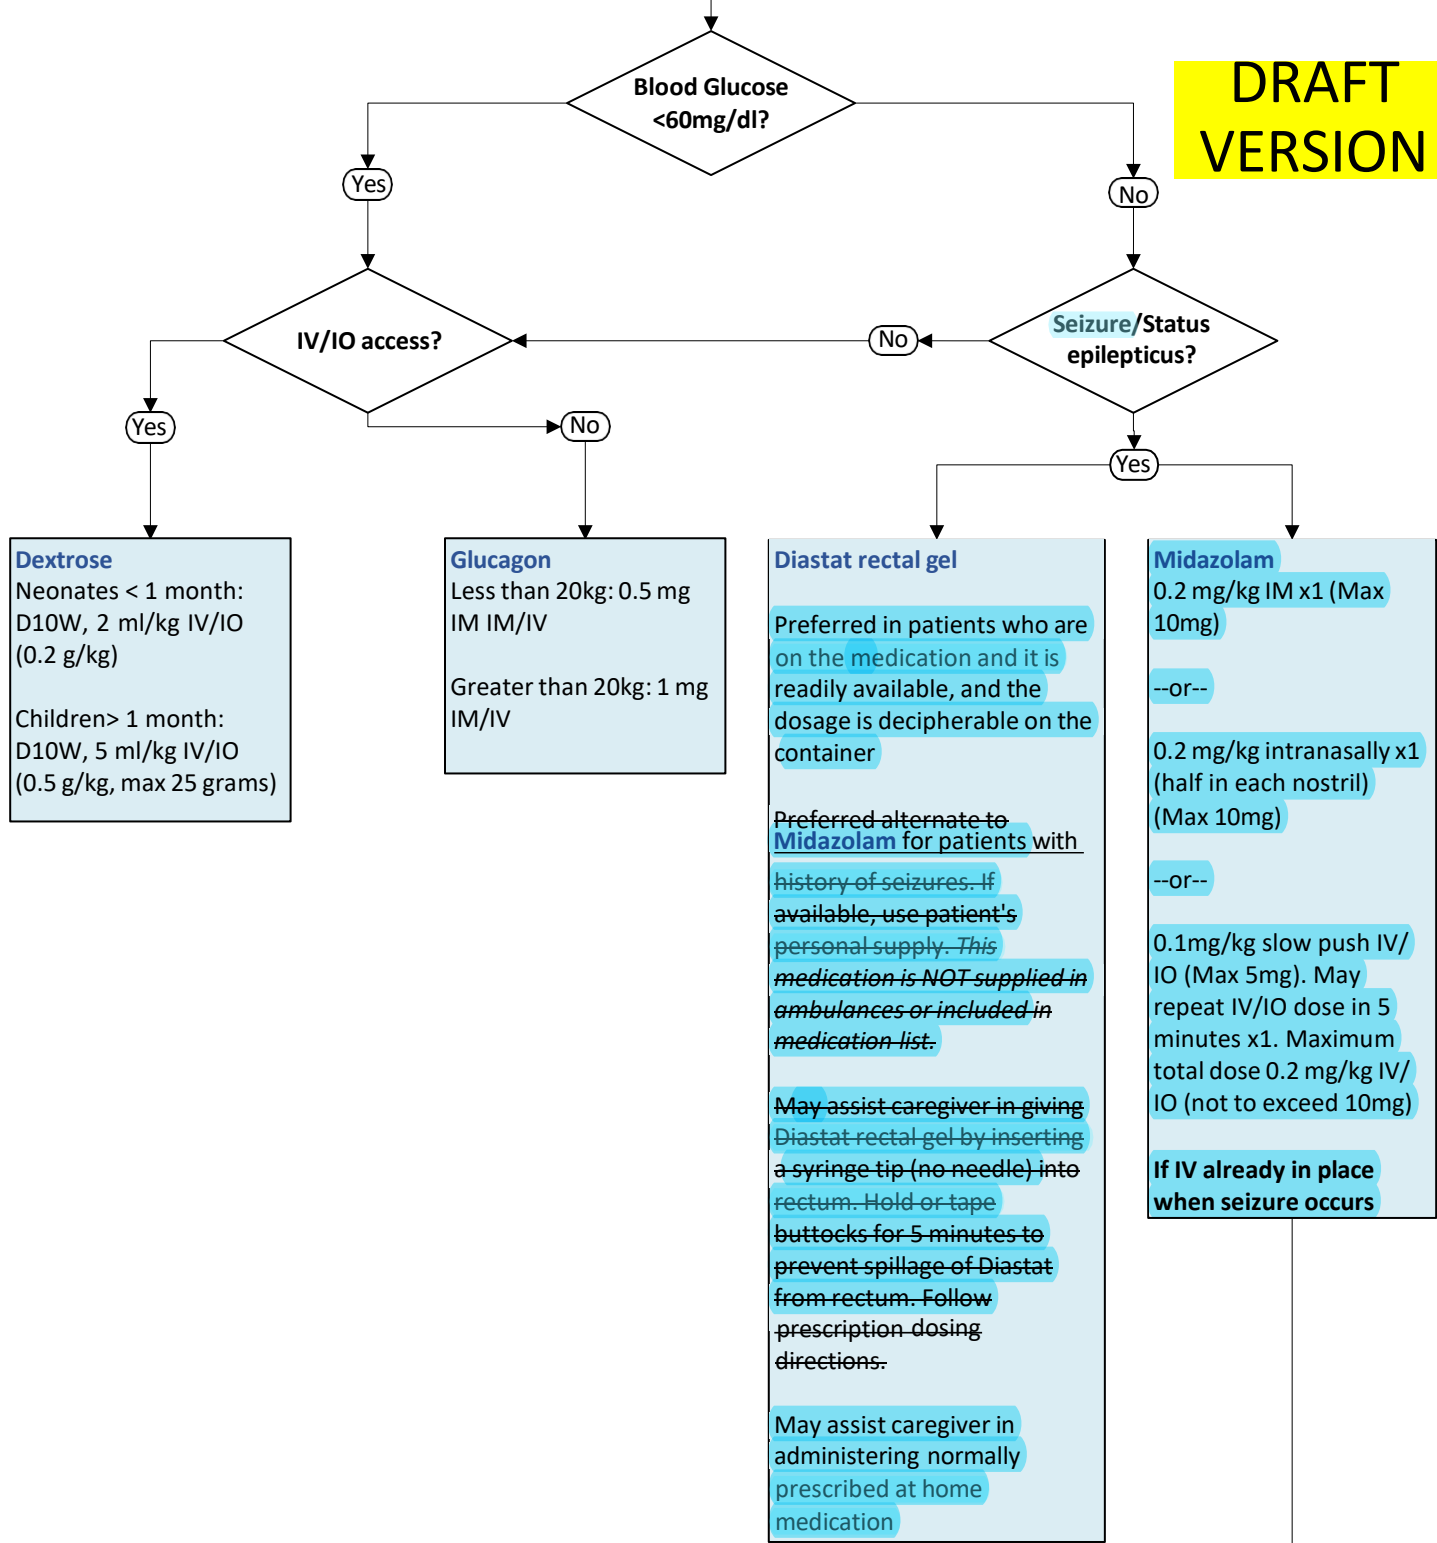 DRAFT
VERSION
Blood Glucose
<60mg/dl?
Yes
No
IV/IO access?
No
Seizure/Status
epilepticus?
Yes
No
Yes
Dextrose
Neonates < 1 month:
D10W, 2 ml/kg IV/IO
(0.2 g/kg)
Children> 1 month:
D10W, 5 ml/kg IV/IO
(0.5 g/kg, max 25 grams)
Glucagon
Less than 20kg: 0.5 mg
IM IM/IV
Greater than 20kg: 1 mg
IM/IV
Diastat rectal gel
Preferred in patients who are
on the medication and it is
readily available, and the
dosage is decipherable on the
container
Preferred alternate to
Midazolam for patients with
history of seizures. If
available, use patient's
personal supply. This
medication is NOT supplied in
ambulances or included in
medication list.
May assist caregiver in giving
Diastat rectal gel by inserting
a syringe tip (no needle) into
rectum. Hold or tape
buttocks for 5 minutes to
prevent spillage of Diastat
from rectum. Follow
prescription dosing
directions.
May assist caregiver in
administering normally
prescribed at home
medication
Midazolam
0.2 mg/kg IM x1 (Max
10mg)
--or--
0.2 mg/kg intranasally x1
(half in each nostril)
(Max 10mg)
--or--
0.1mg/kg slow push IV/
IO (Max 5mg). May
repeat IV/IO dose in 5
minutes x1. Maximum
total dose 0.2 mg/kg IV/
IO (not to exceed 10mg)
If IV already in place
when seizure occurs